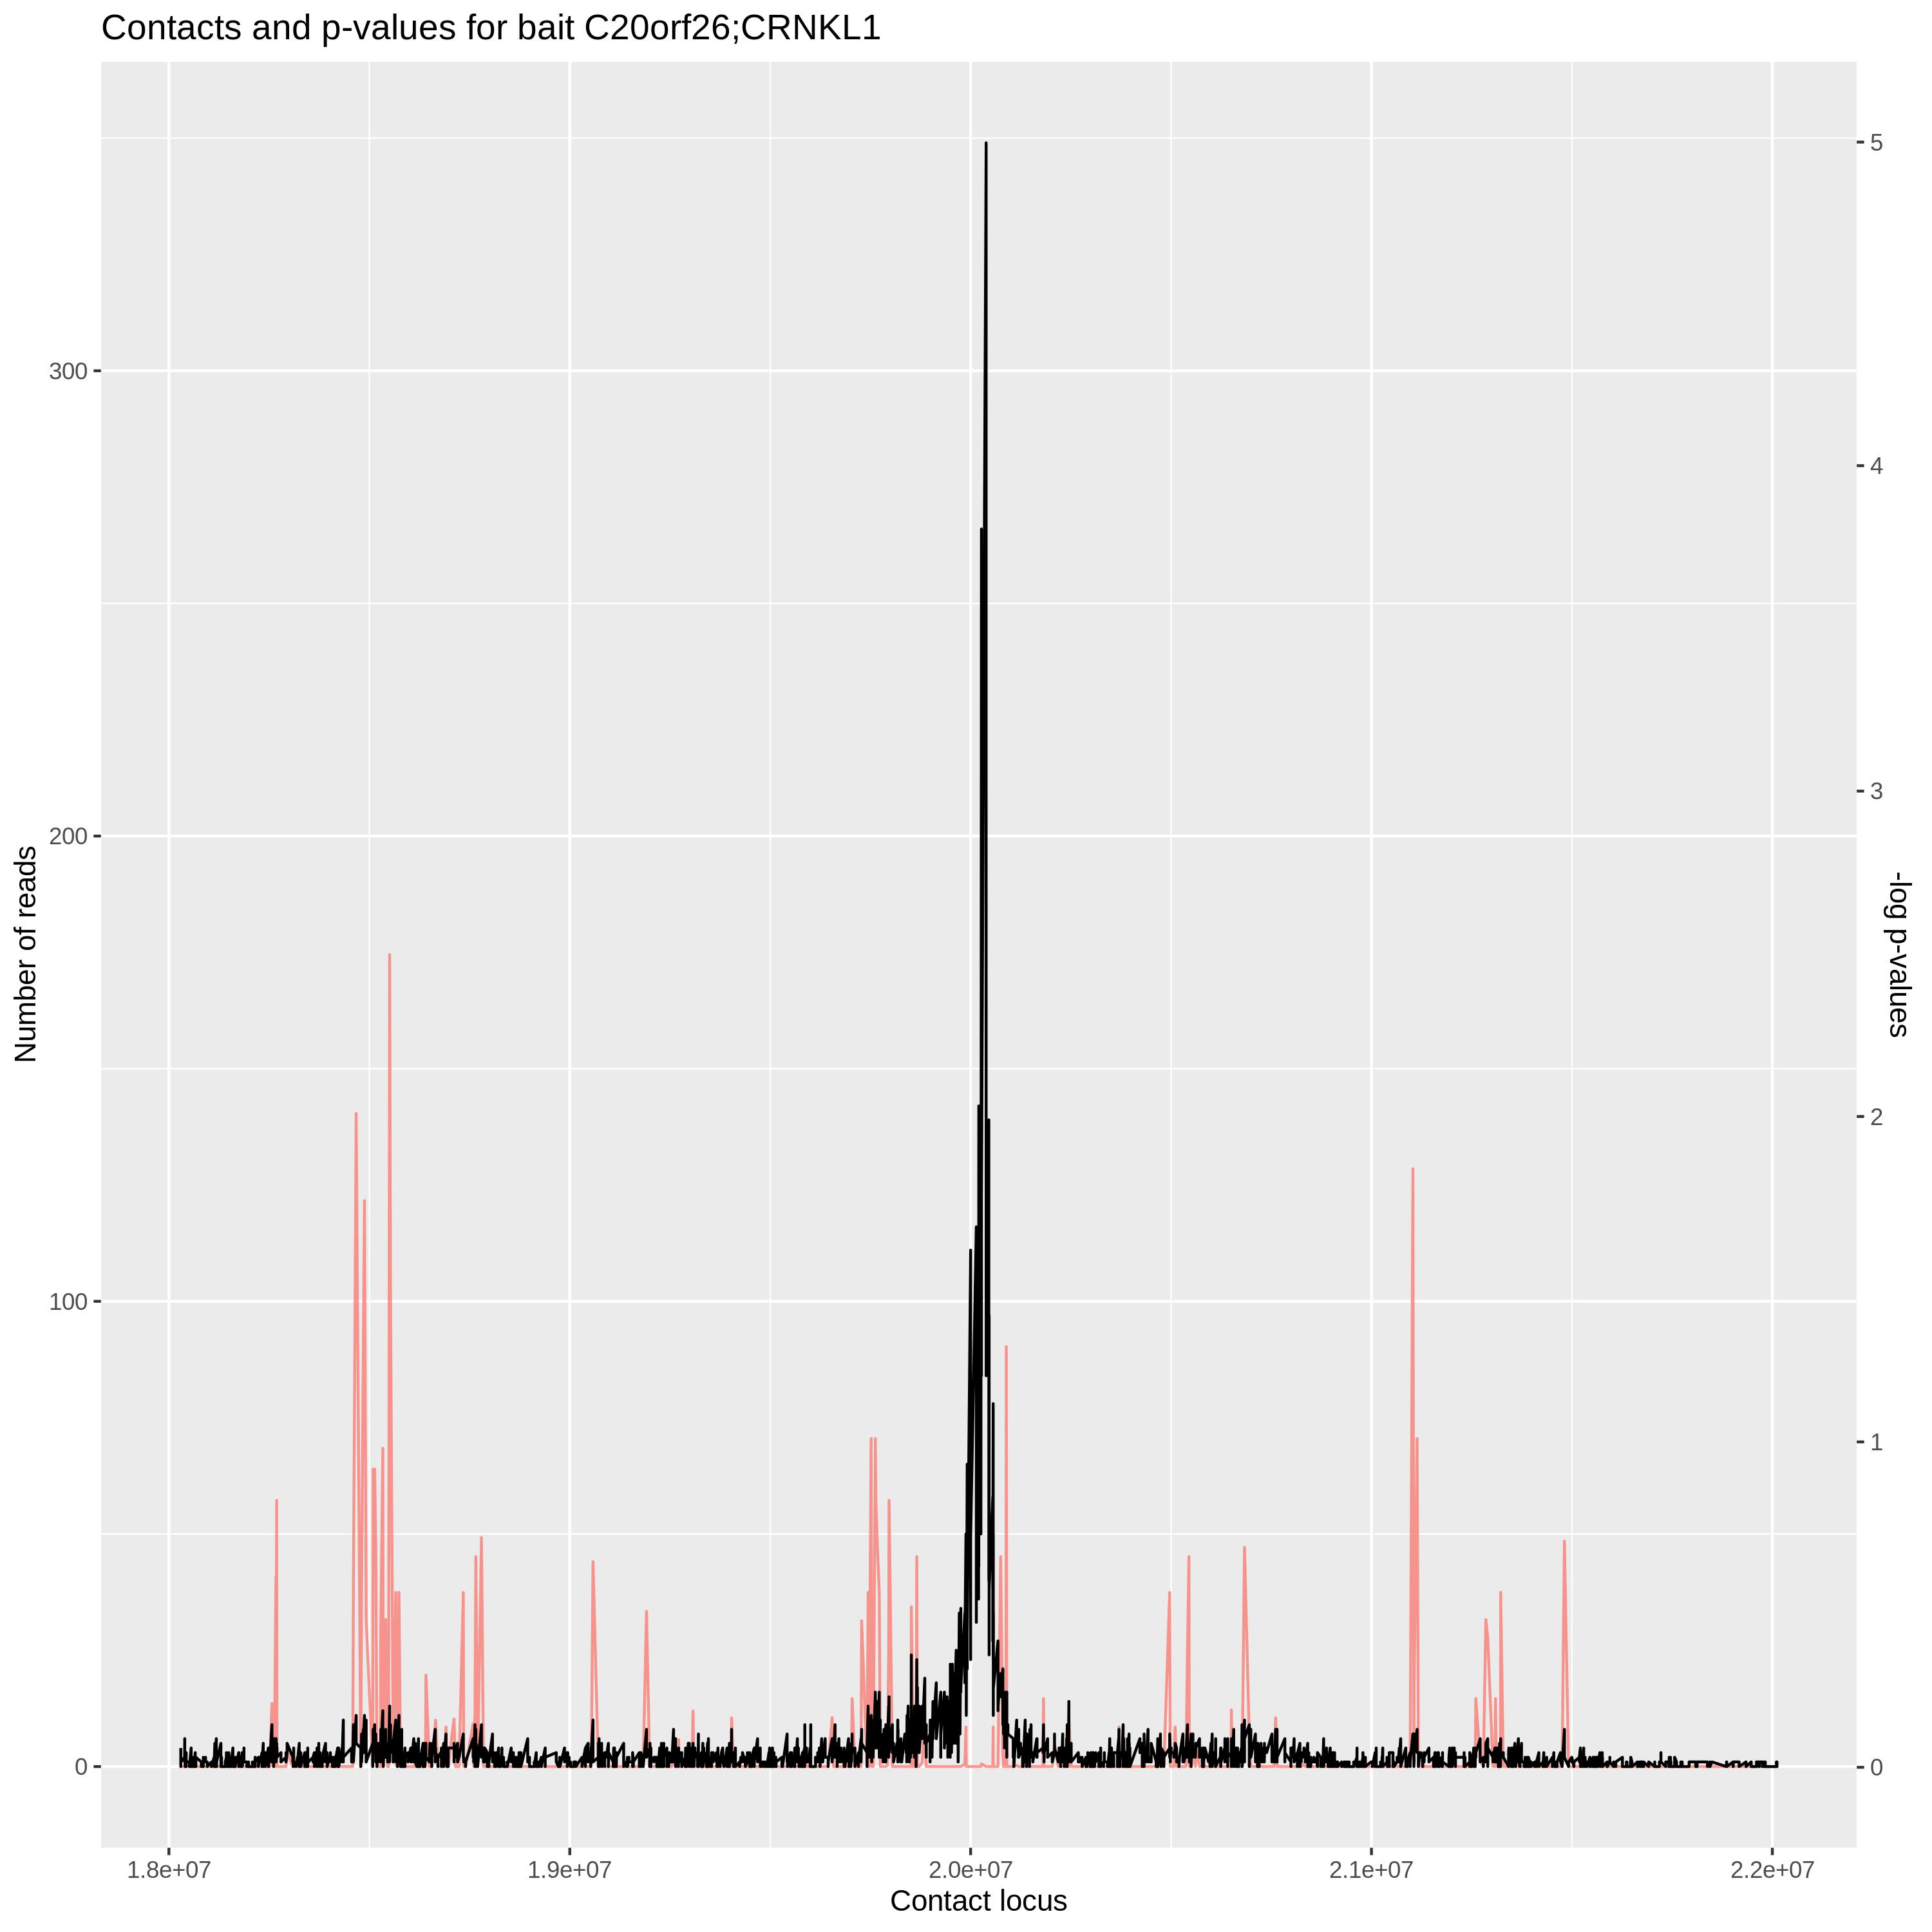 Contacts and p-values for bait C20orf26;CRNKL1
Number of reads
300
200
100
0
5
4
3
2
1
0
-log p-values
1.8e+07
1.9e+07
2.0e+07
2.1e+07
2.2e+07
Contact locus